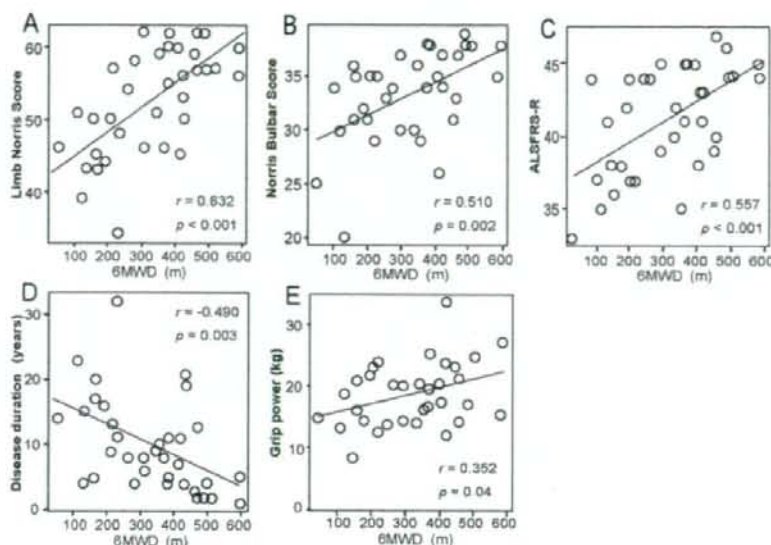 A
Limb Norris Score
60
50
40
r = 0.632
p < 0.001
100 200 300 400 500 600
6MWD (m)
B
Norris Bulbar Score
40
35
30
25
20
r = 0.510
p = 0.002
100 200 300 400 500 600
6MWD (m)
C
ALSFRS-R
45
40
35
r = 0.557
p < 0.001
100 200 300 400 500 600
6MWD (m)
D
Disease duration (years)
30
20
10
0
r = -0.490
p = 0.003
100 200 300 400 500 600
6MWD (m)
E
Grip power (kg)
30
20
10
0
r = 0.352
p = 0.04
100 200 300 400 500 600
6MWD (m)